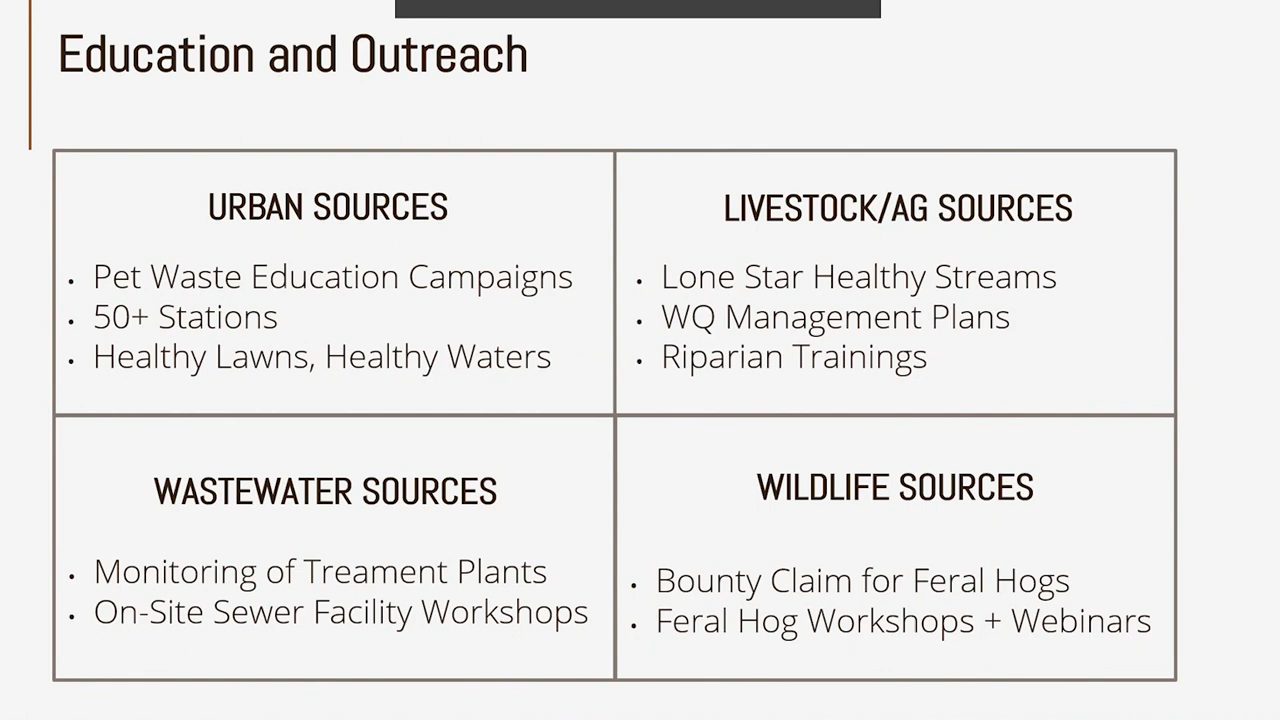 Education and Outreach
URBAN SOURCES
• Pet Waste Education Campaigns
• 50+ Stations
• Healthy Lawns, Healthy Waters
LIVESTOCK/AG SOURCES
• Lone Star Healthy Streams
• WQ Management Plans
• Riparian Trainings
WASTEWATER SOURCES
• Monitoring of Treament Plants
• On-Site Sewer Facility Workshops
WILDLIFE SOURCES
• Bounty Claim for Feral Hogs
• Feral Hog Workshops + Webinars